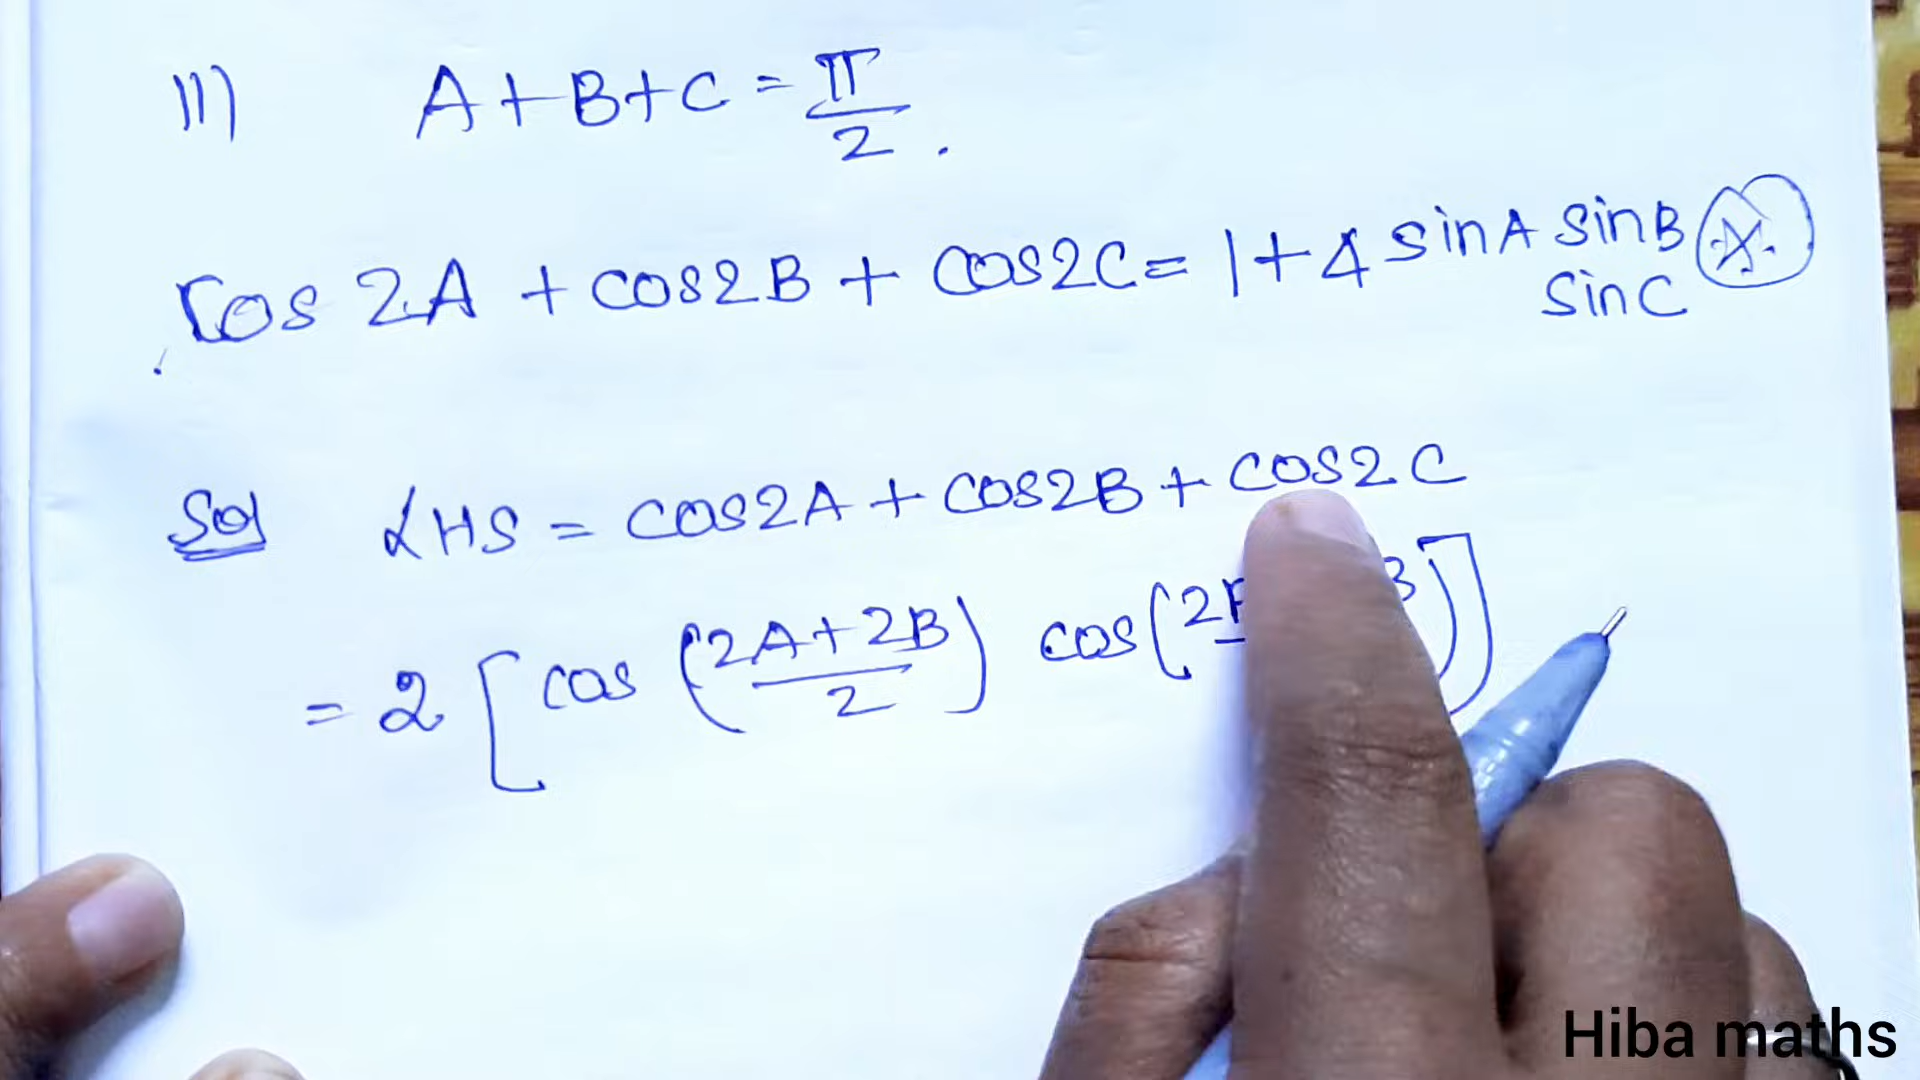 111) A+B+C = π/2 .
Cos 2A + cos2B + cos2C = 1+4 sinA sinB
sinC
Sol LHS = cos2A + cos2B + cos2C
= 2 [cos (2A+2B/2) cos(2 B)]
Hiba maths